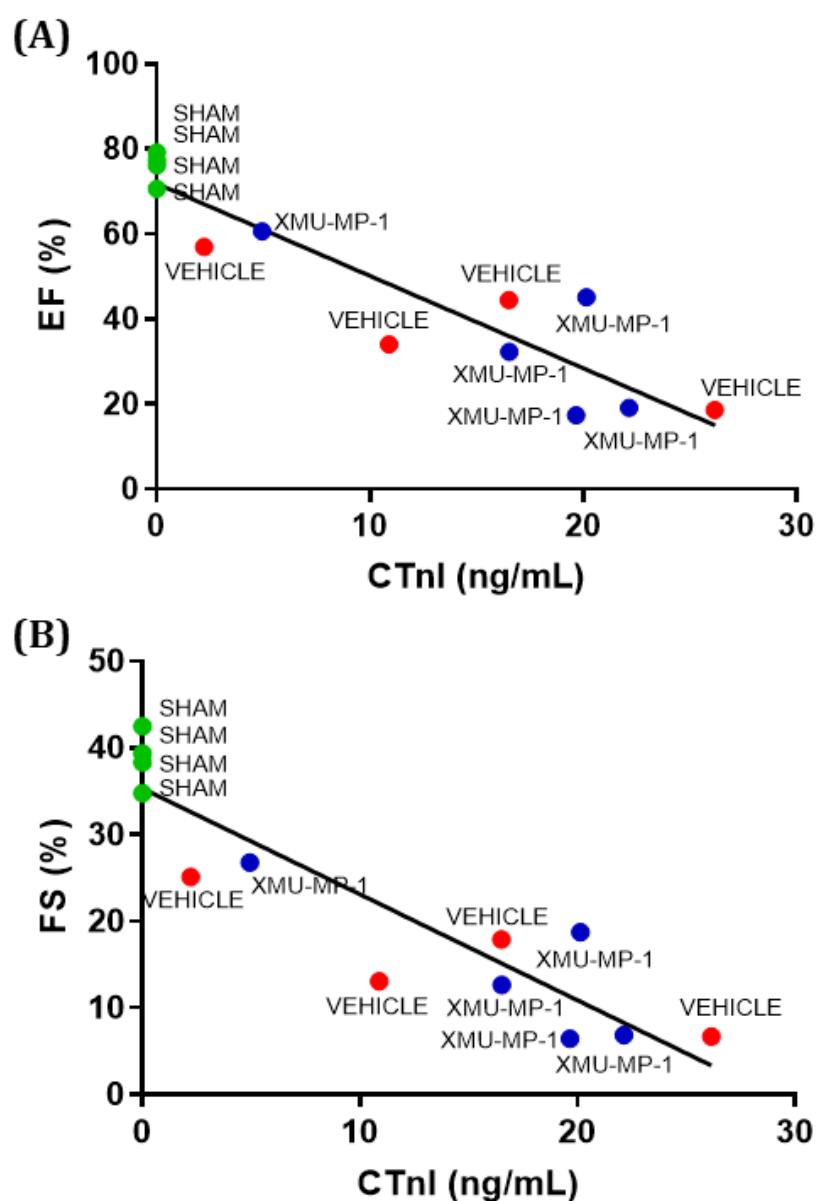 (A)
100
SHAM
SHAM
80
SHAM
SHAM
XMU-MP-1
60
VEHICLE
VEHICLE
EF (%)
VEHICLE
XMU-MP-1
40
XMU-MP-1
VEHICLE
XMU-MP-1
20
XMU-MP-1
0
0 10 20 30
CTnI (ng/mL)
(B)
50
SHAM
SHAM
40
SHAM
SHAM
30
XMU-MP-1
VEHICLE
FS (%)
VEHICLE
20
XMU-MP-1
VEHICLE
XMU-MP-1
VEHICLE
10
XMU-MP-1
XMU-MP-1
0
0 10 20 30
CTnI (ng/mL)